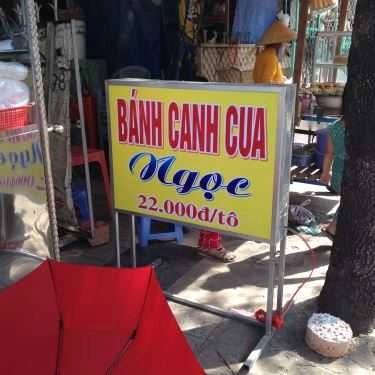 BÁNH CANH CUA
Ngọc
22.000đ/tô